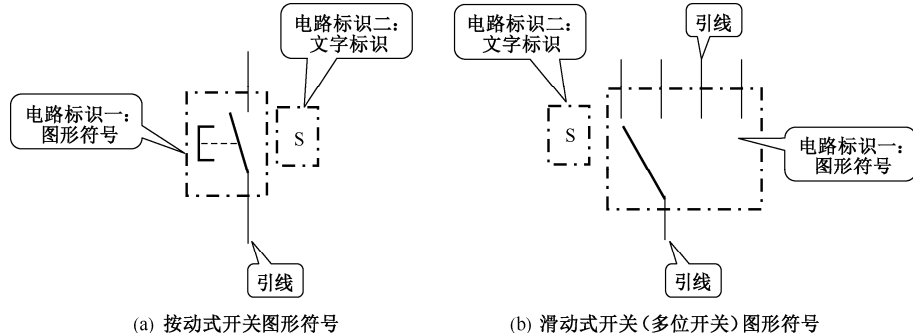 电路标识二：
文字标识
电路标识一：
图形符号
S
引线
(a) 按动式开关图形符号
电路标识二：
文字标识
引线
S
电路标识一：
图形符号
引线
(b) 滑动式开关（多位开关）图形符号